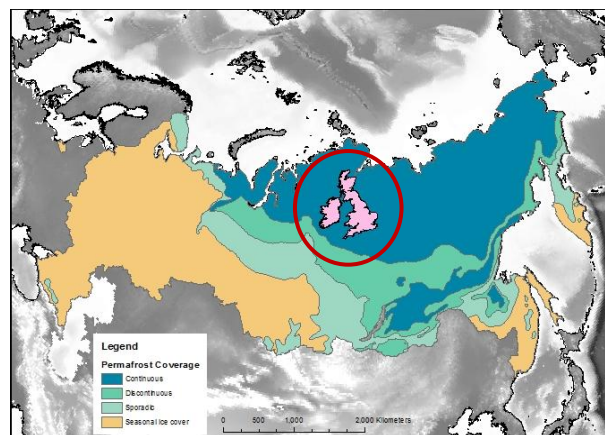 Legend
Permafrost Coverage
Continuous
Discontinuous
Sporadic
Seasonal ice cover
0 500 1,000 2,000 Kilometers